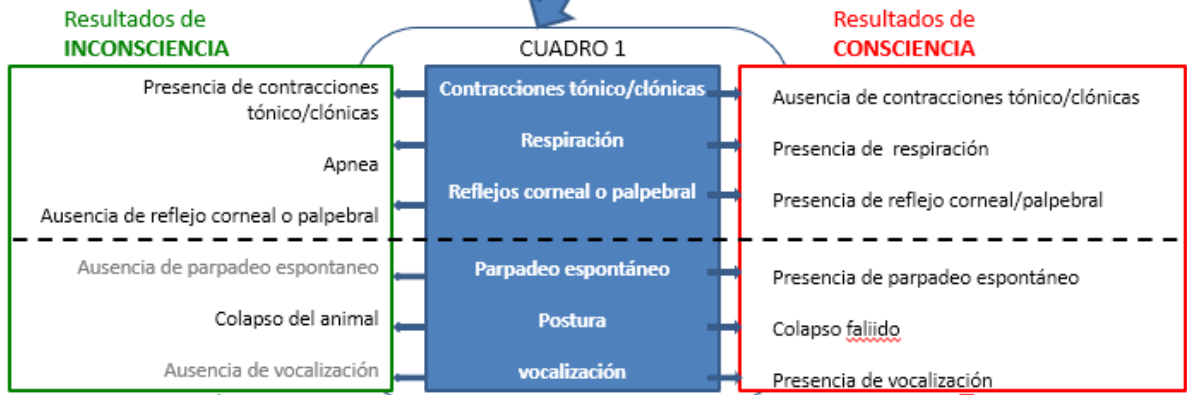 Resultados de
INCONSCIENCIA
CUADRO 1
Resultados de
CONSCIENCIA
Presencia de contracciones
tónico/clónicas
Apnea
Ausencia de reflejo corneal o palpebral
Ausencia de parpadeo espontaneo
Colapso del animal
Ausencia de vocalización
Contracciones tónico/clónicas
Respiración
Reflejos corneal o palpebral
Parpadeo espontáneo
Postura
vocalización
Ausencia de contracciones tónico/clónicas
Presencia de respiración
Presencia de reflejo corneal/palpebral
Presencia de parpadeo espontáneo
Colapso faliido
Presencia de vocalización